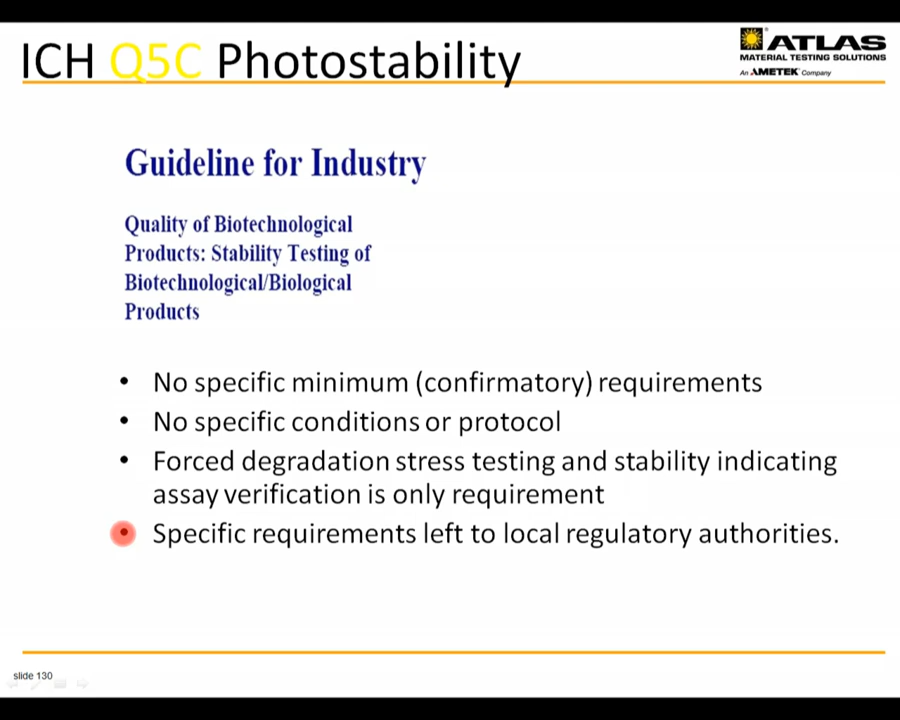 ICH Q5C Photostability
ATLAS
MATERIAL TESTING SOLUTIONS
An AMETEK Company
Guideline for Industry
Quality of Biotechnological
Products: Stability Testing of
Biotechnological/Biological
Products
• No specific minimum (confirmatory) requirements
• No specific conditions or protocol
• Forced degradation stress testing and stability indicating
assay verification is only requirement
• Specific requirements left to local regulatory authorities.
slide 130